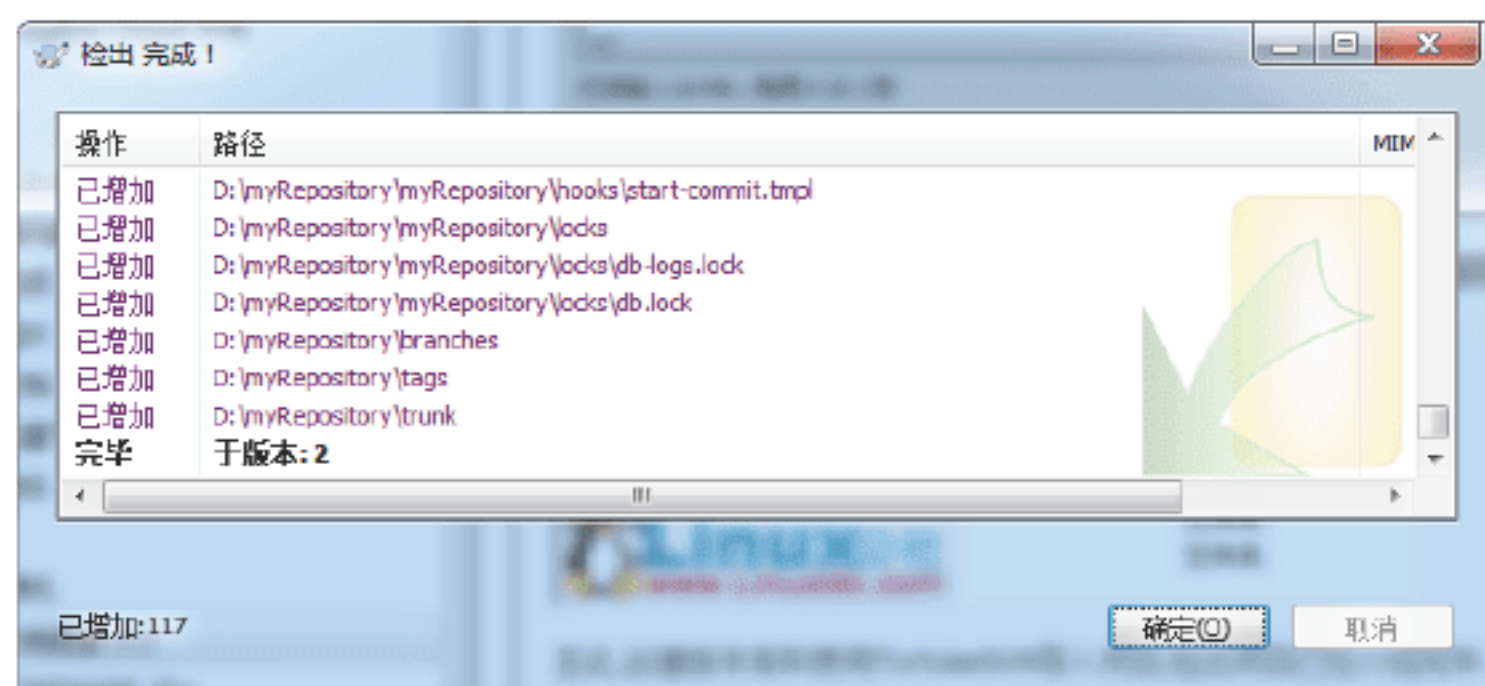 检出 完成！
操作 路径 MIM
已增加 D:\myRepository\myRepository\hooks\start-commit.tmpl
已增加 D:\myRepository\myRepository\locks
已增加 D:\myRepository\myRepository\locks\db-logs.lock
已增加 D:\myRepository\myRepository\locks\db.lock
已增加 D:\myRepository\branches
已增加 D:\myRepository\tags
已增加 D:\myRepository\trunk
完毕 于版本: 2
Linux
已增加:117 确定(O) 取消